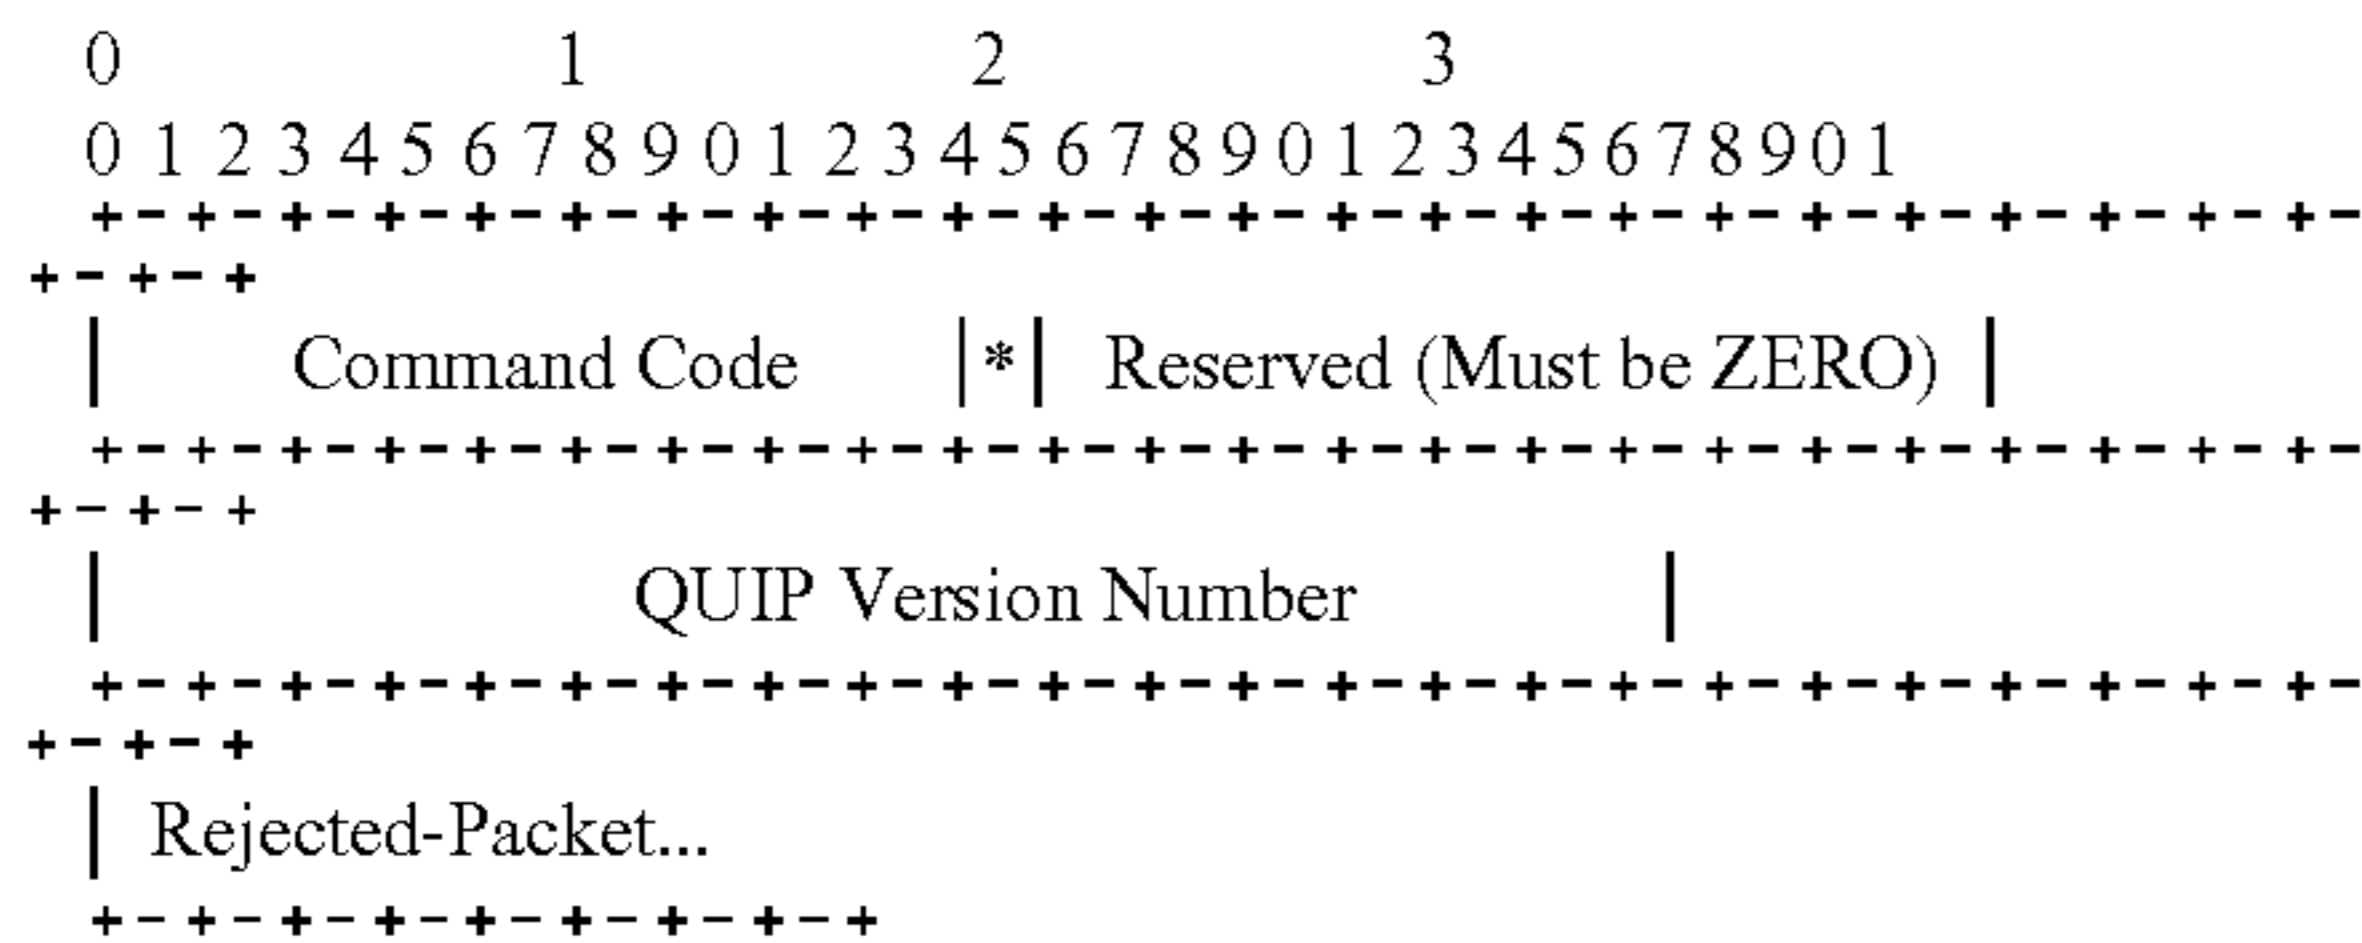 0 1 2 3
0 1 2 3 4 5 6 7 8 9 0 1 2 3 4 5 6 7 8 9 0 1 2 3 4 5 6 7 8 9 0 1
+-+-+-+-+-+-+-+-+-+-+-+-+-+-+-+-+-+-+-+-+-+-+-+-
+-+-+
| Command Code |*| Reserved (Must be ZERO) |
+-+-+-+-+-+-+-+-+-+-+-+-+-+-+-+-+-+-+-+-+-+-+-+-
+-+-+
| QUIP Version Number |
+-+-+-+-+-+-+-+-+-+-+-+-+-+-+-+-+-+-+-+-+-+-+-+-
+-+-+
| Rejected-Packet...
+-+-+-+-+-+-+-+-+